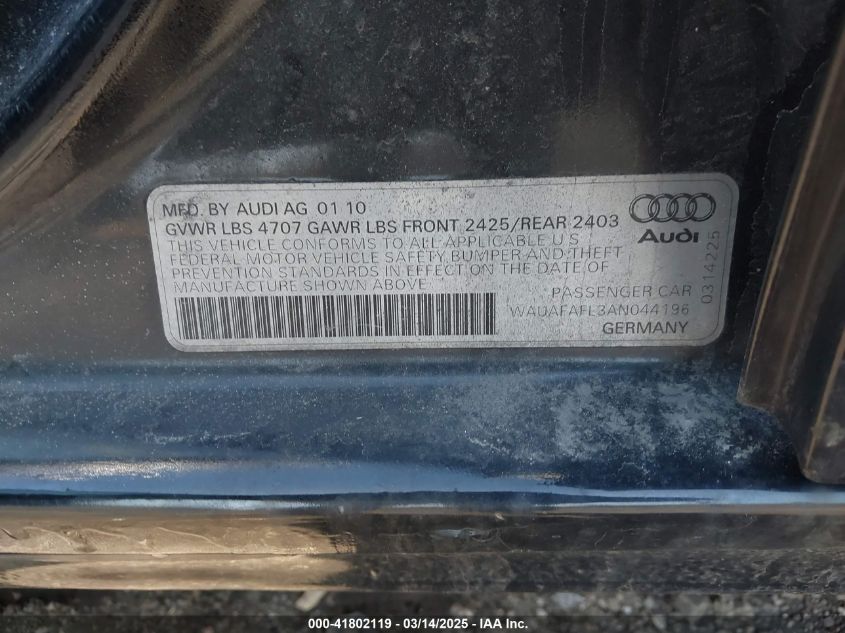 MFD. BY AUDI AG 01 10
GVWR LBS 4707 GAWR LBS FRONT 2425/REAR 2403
THIS VEHICLE CONFORMS TO ALL APPLICABLE U S
FEDERAL MOTOR VEHICLE SAFETY BUMPER AND THEFT
PREVENTION STANDARDS IN EFFECT ON THE DATE OF
MANUFACTURE SHOWN ABOVE
PASSENGER CAR
WAUAFAFL3AN044196
GERMANY
Audi
0314225
000-41802119 - 03/14/2025 - IAAI Inc.